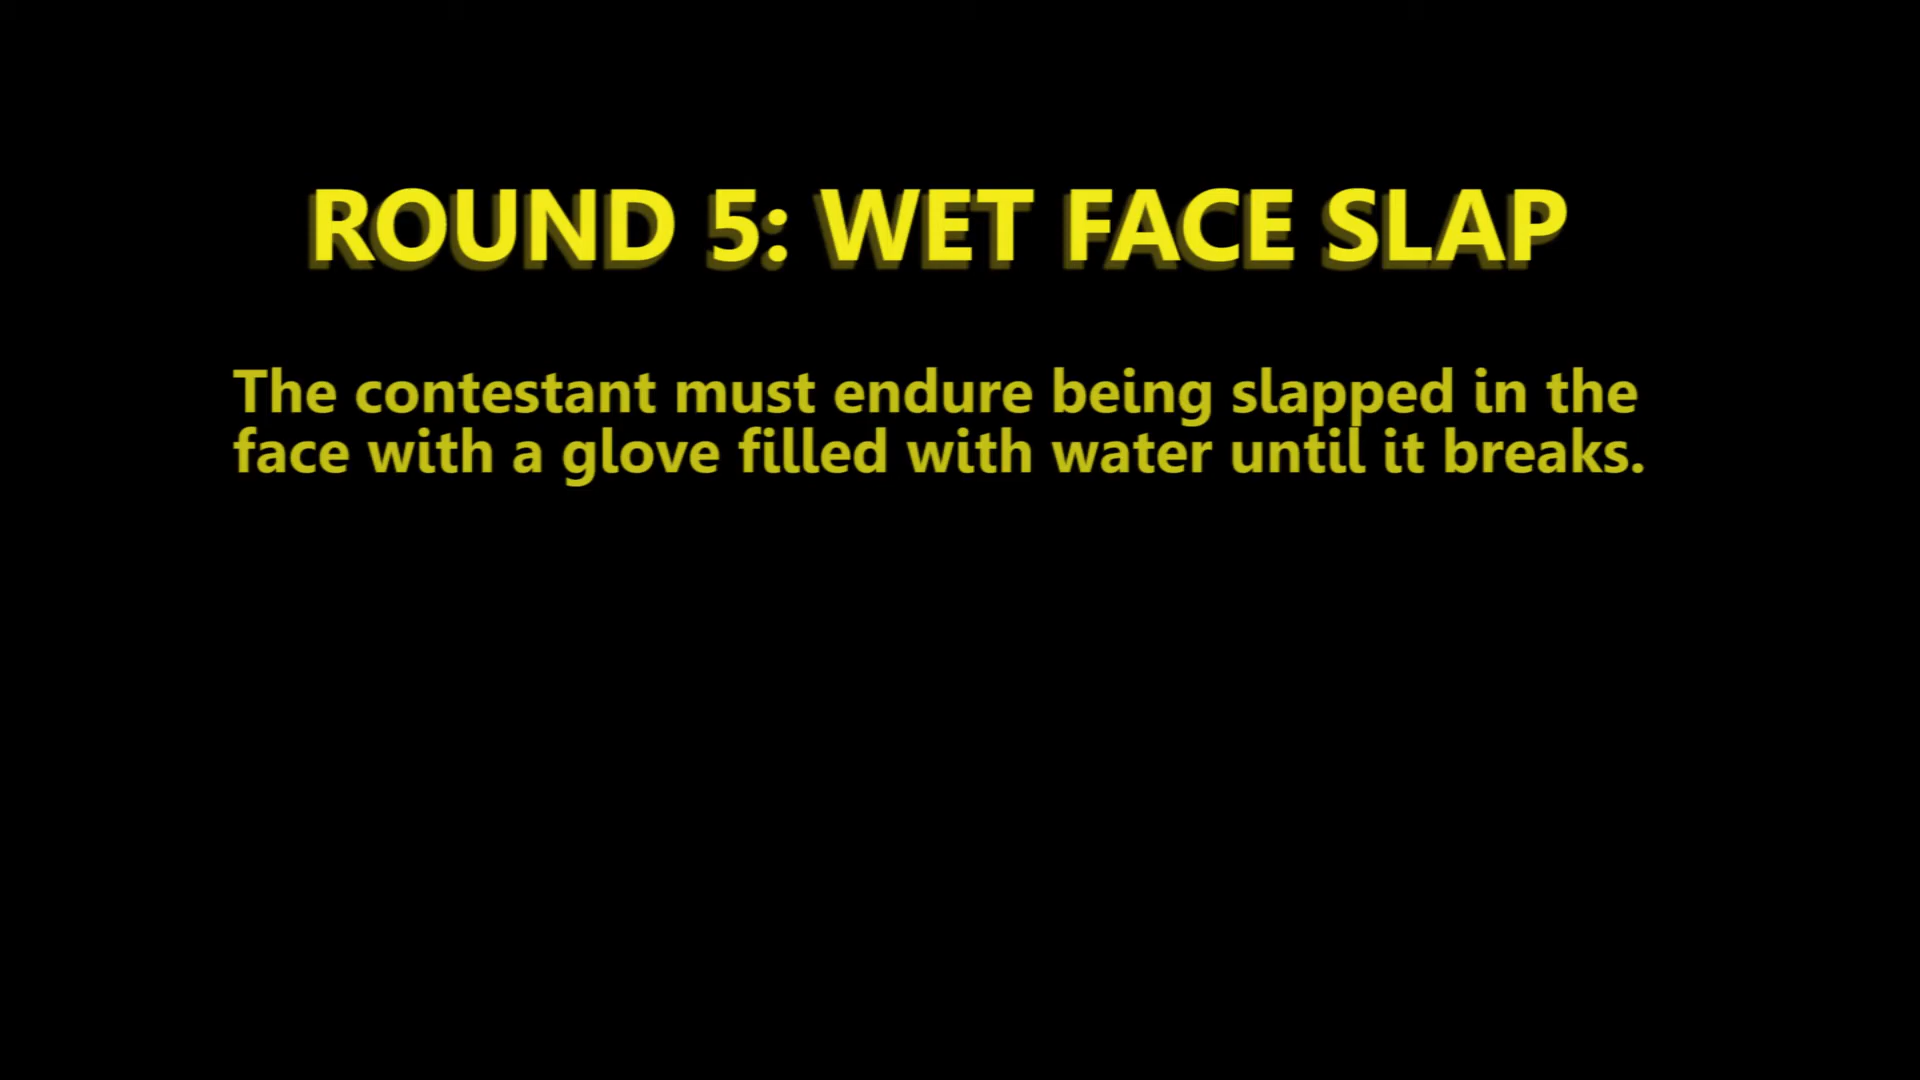 ROUND 5: WET FACE SLAP
The contestant must endure being slapped in the
face with a glove filled with water until it breaks.